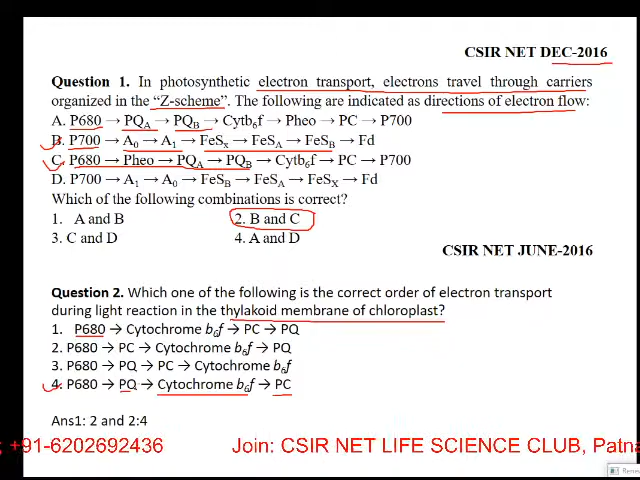 CSIR NET DEC-2016
Question 1. In photosynthetic electron transport, electrons travel through carriers
organized in the “Z-scheme”. The following are indicated as directions of electron flow:
A. P680 → PQA → PQB → Cytb6f → Pheo → PC → P700
B. P700 → A0 → A1 → FeSx → FeSA → FeSB → Fd
C. P680 → Pheo → PQA → PQB → Cytb6f → PC → P700
D. P700 → A1 → A0 → FeSB → FeSA → FeSX → Fd
Which of the following combinations is correct?
1. A and B 2. B and C
3. C and D 4. A and D
CSIR NET JUNE-2016
Question 2. Which one of the following is the correct order of electron transport
during light reaction in the thylakoid membrane of chloroplast?
1. P680 → Cytochrome b6f → PC → PQ
2. P680 → PC → Cytochrome b6f → PQ
3. P680 → PQ → PC → Cytochrome b6f
4. P680 → PQ → Cytochrome b6f → PC
Ans1: 2 and 2:4
+91-6202692436 Join: CSIR NET LIFE SCIENCE CLUB, Patna